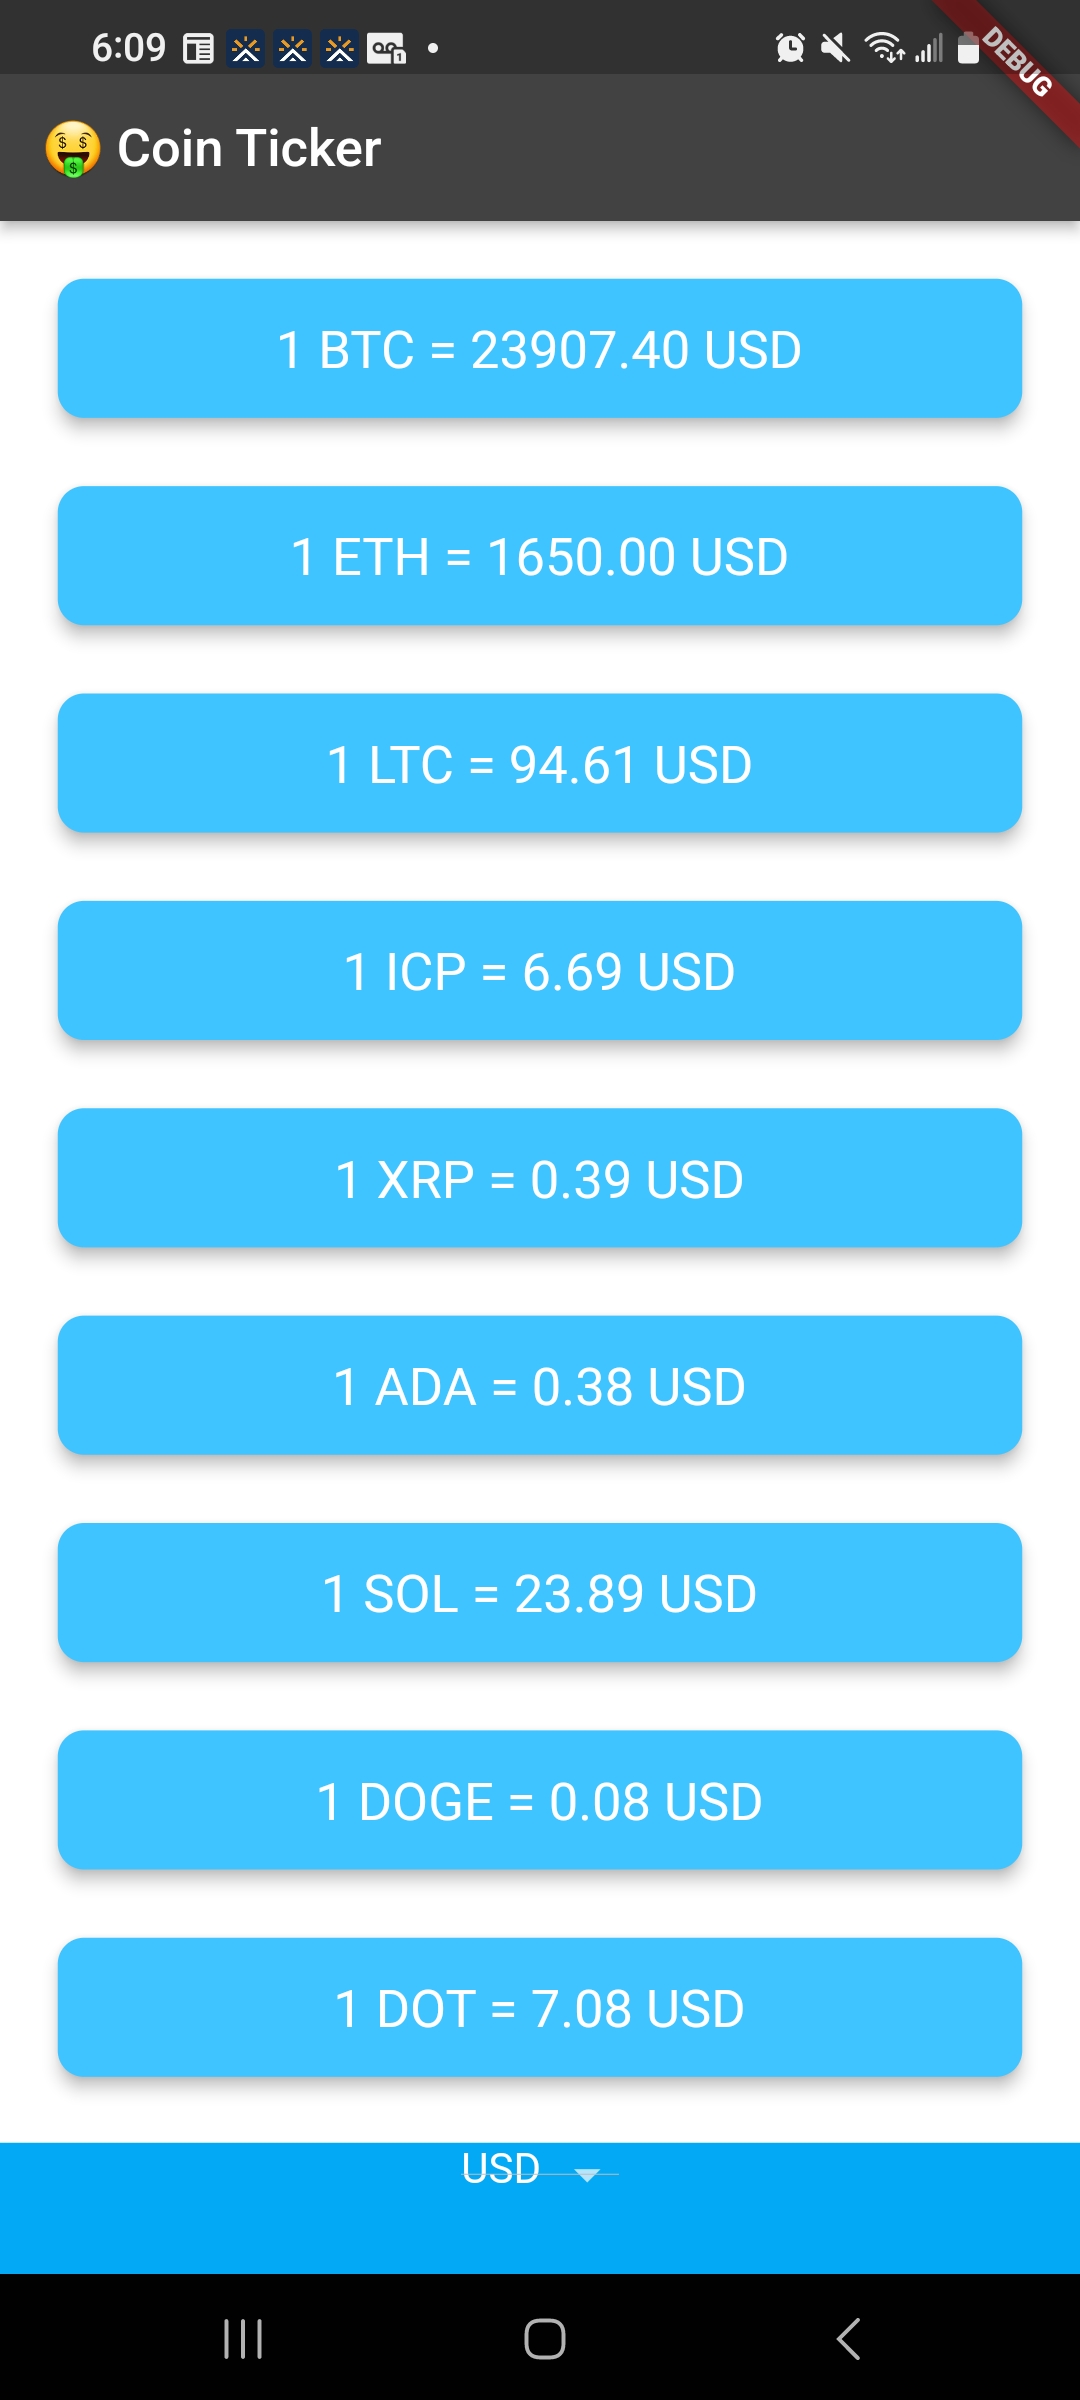 6:09
DEBUG
🤑 Coin Ticker
1 BTC = 23907.40 USD
1 ETH = 1650.00 USD
1 LTC = 94.61 USD
1 ICP = 6.69 USD
1 XRP = 0.39 USD
1 ADA = 0.38 USD
1 SOL = 23.89 USD
1 DOGE = 0.08 USD
1 DOT = 7.08 USD
USD